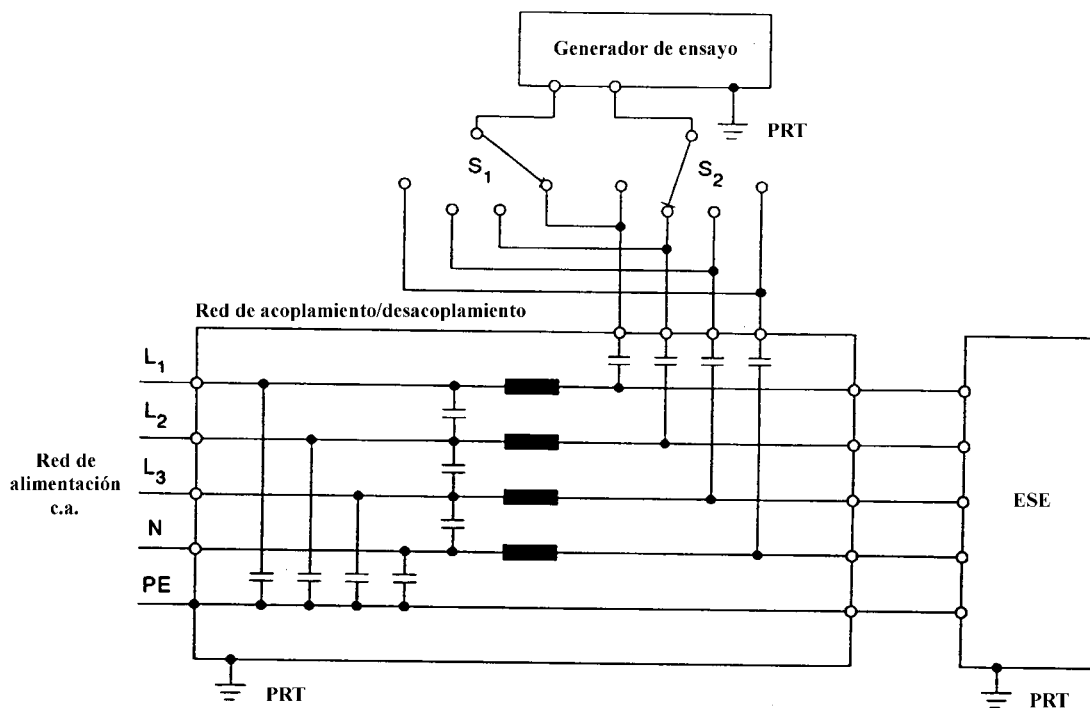 Generador de ensayo
PRT
S1
S2
Red de acoplamiento/desacoplamiento
L1
L2
L3
N
PE
Red de
alimentación
c.a.
ESE
PRT
PRT